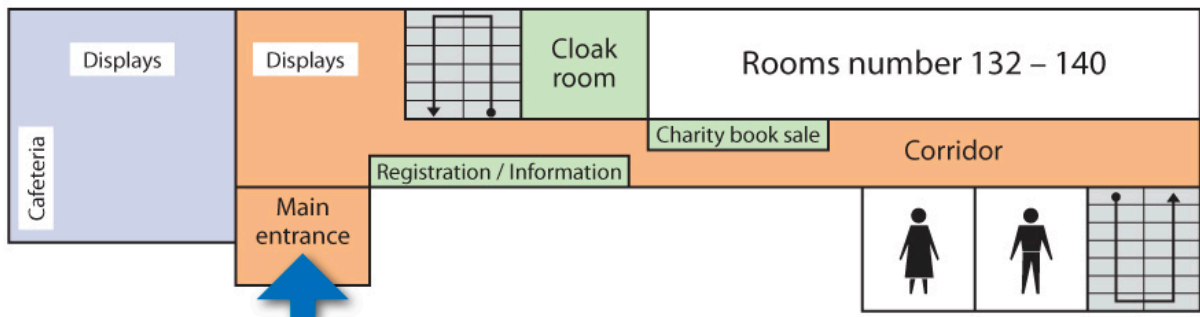 Displays
Displays
Cloak
room
Rooms number 132 – 140
Charity book sale
Corridor
Registration / Information
Cafeteria
Main
entrance